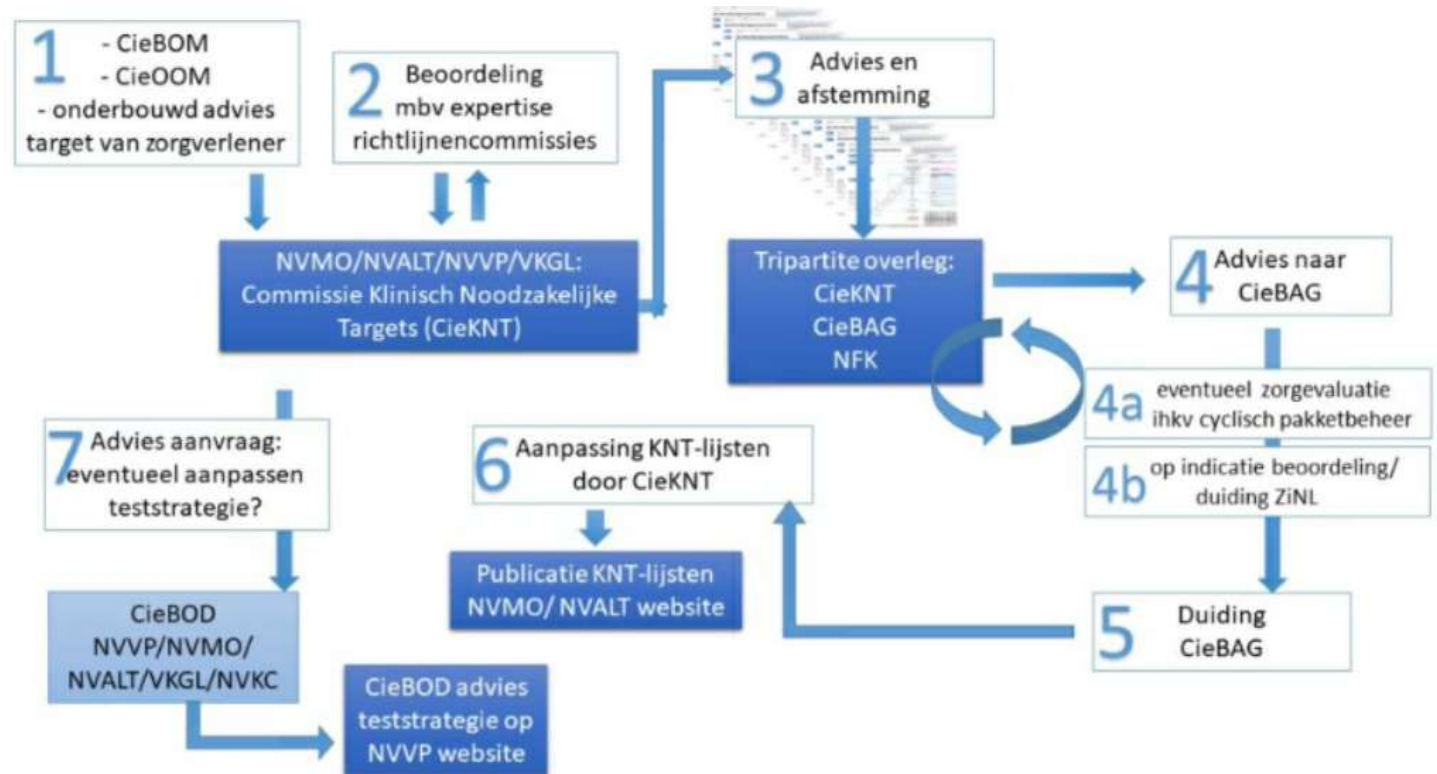 1
- CieBOM
- CieOOM
- onderbouwd advies
target van zorgverlener
2
Beoordeling
mbv expertise
richtlijnencommissies
3
Advies en
afstemming
NVMO/NVALT/NVVP/VKGL:
Commissie Klinisch Noodzakelijke
Targets (CieKNT)
Tripartite overleg:
CieKNT
CieBAG
NFK
4
Advies naar
CieBAG
4a
eventueel zorgevaluatie
ihkv cyclisch pakketbeheer
4b
op indicatie beoordeling/
duiding ZiNL
5
Duiding
CieBAG
6
Aanpassing KNT-lijsten
door CieKNT
Publicatie KNT-lijsten
NVMO/ NVALT website
7
Advies aanvraag:
eventueel aanpassen
teststrategie?
CieBOD
NVVP/NVMO/
NVALT/VKGL/NVKC
CieBOD advies
teststrategie op
NVVP website